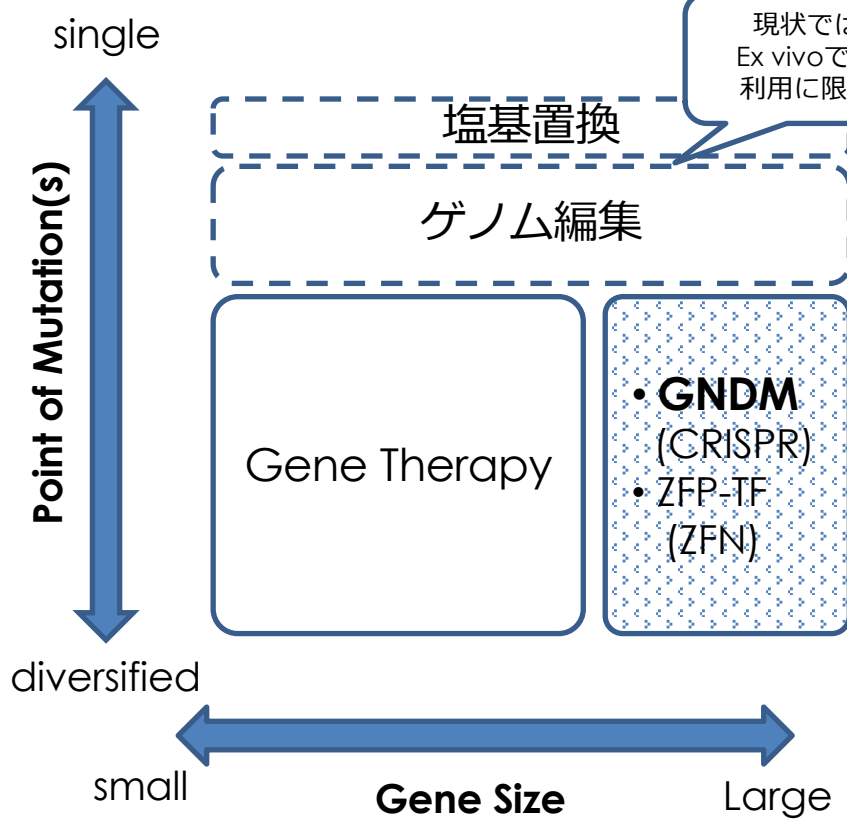 single
現状では
Ex vivoで
利用に限
塩基置換
ゲノム編集
Point of Mutation(s)
Gene Therapy
• GNDM
(CRISPR)
• ZFP-TF
(ZFN)
diversified
small
Gene Size
Large